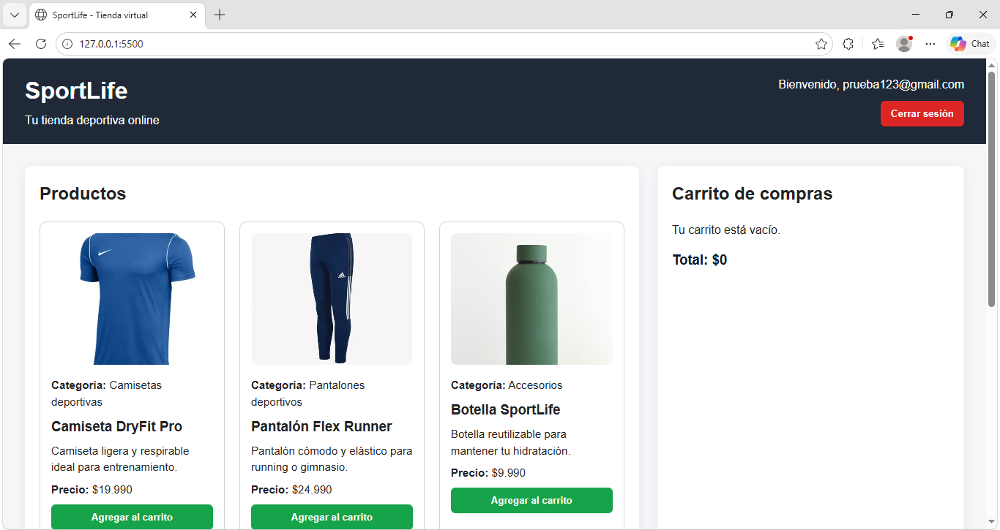 SportLife - Tienda virtual
127.0.0.1:5500
Chat
SportLife
Tu tienda deportiva online
Bienvenido, prueba123@gmail.com
Cerrar sesión
Productos
Categoría: Camisetas
deportivas
Camiseta DryFit Pro
Camiseta ligera y respirable
ideal para entrenamiento.
Precio: $19.990
Agregar al carrito
Categoría: Pantalones
deportivos
Pantalón Flex Runner
Pantalón cómodo y elástico para
running o gimnasio.
Precio: $24.990
Agregar al carrito
Categoría: Accesorios
Botella SportLife
Botella reutilizable para
mantener tu hidratación.
Precio: $9.990
Agregar al carrito
Carrito de compras
Tu carrito está vacío.
Total: $0